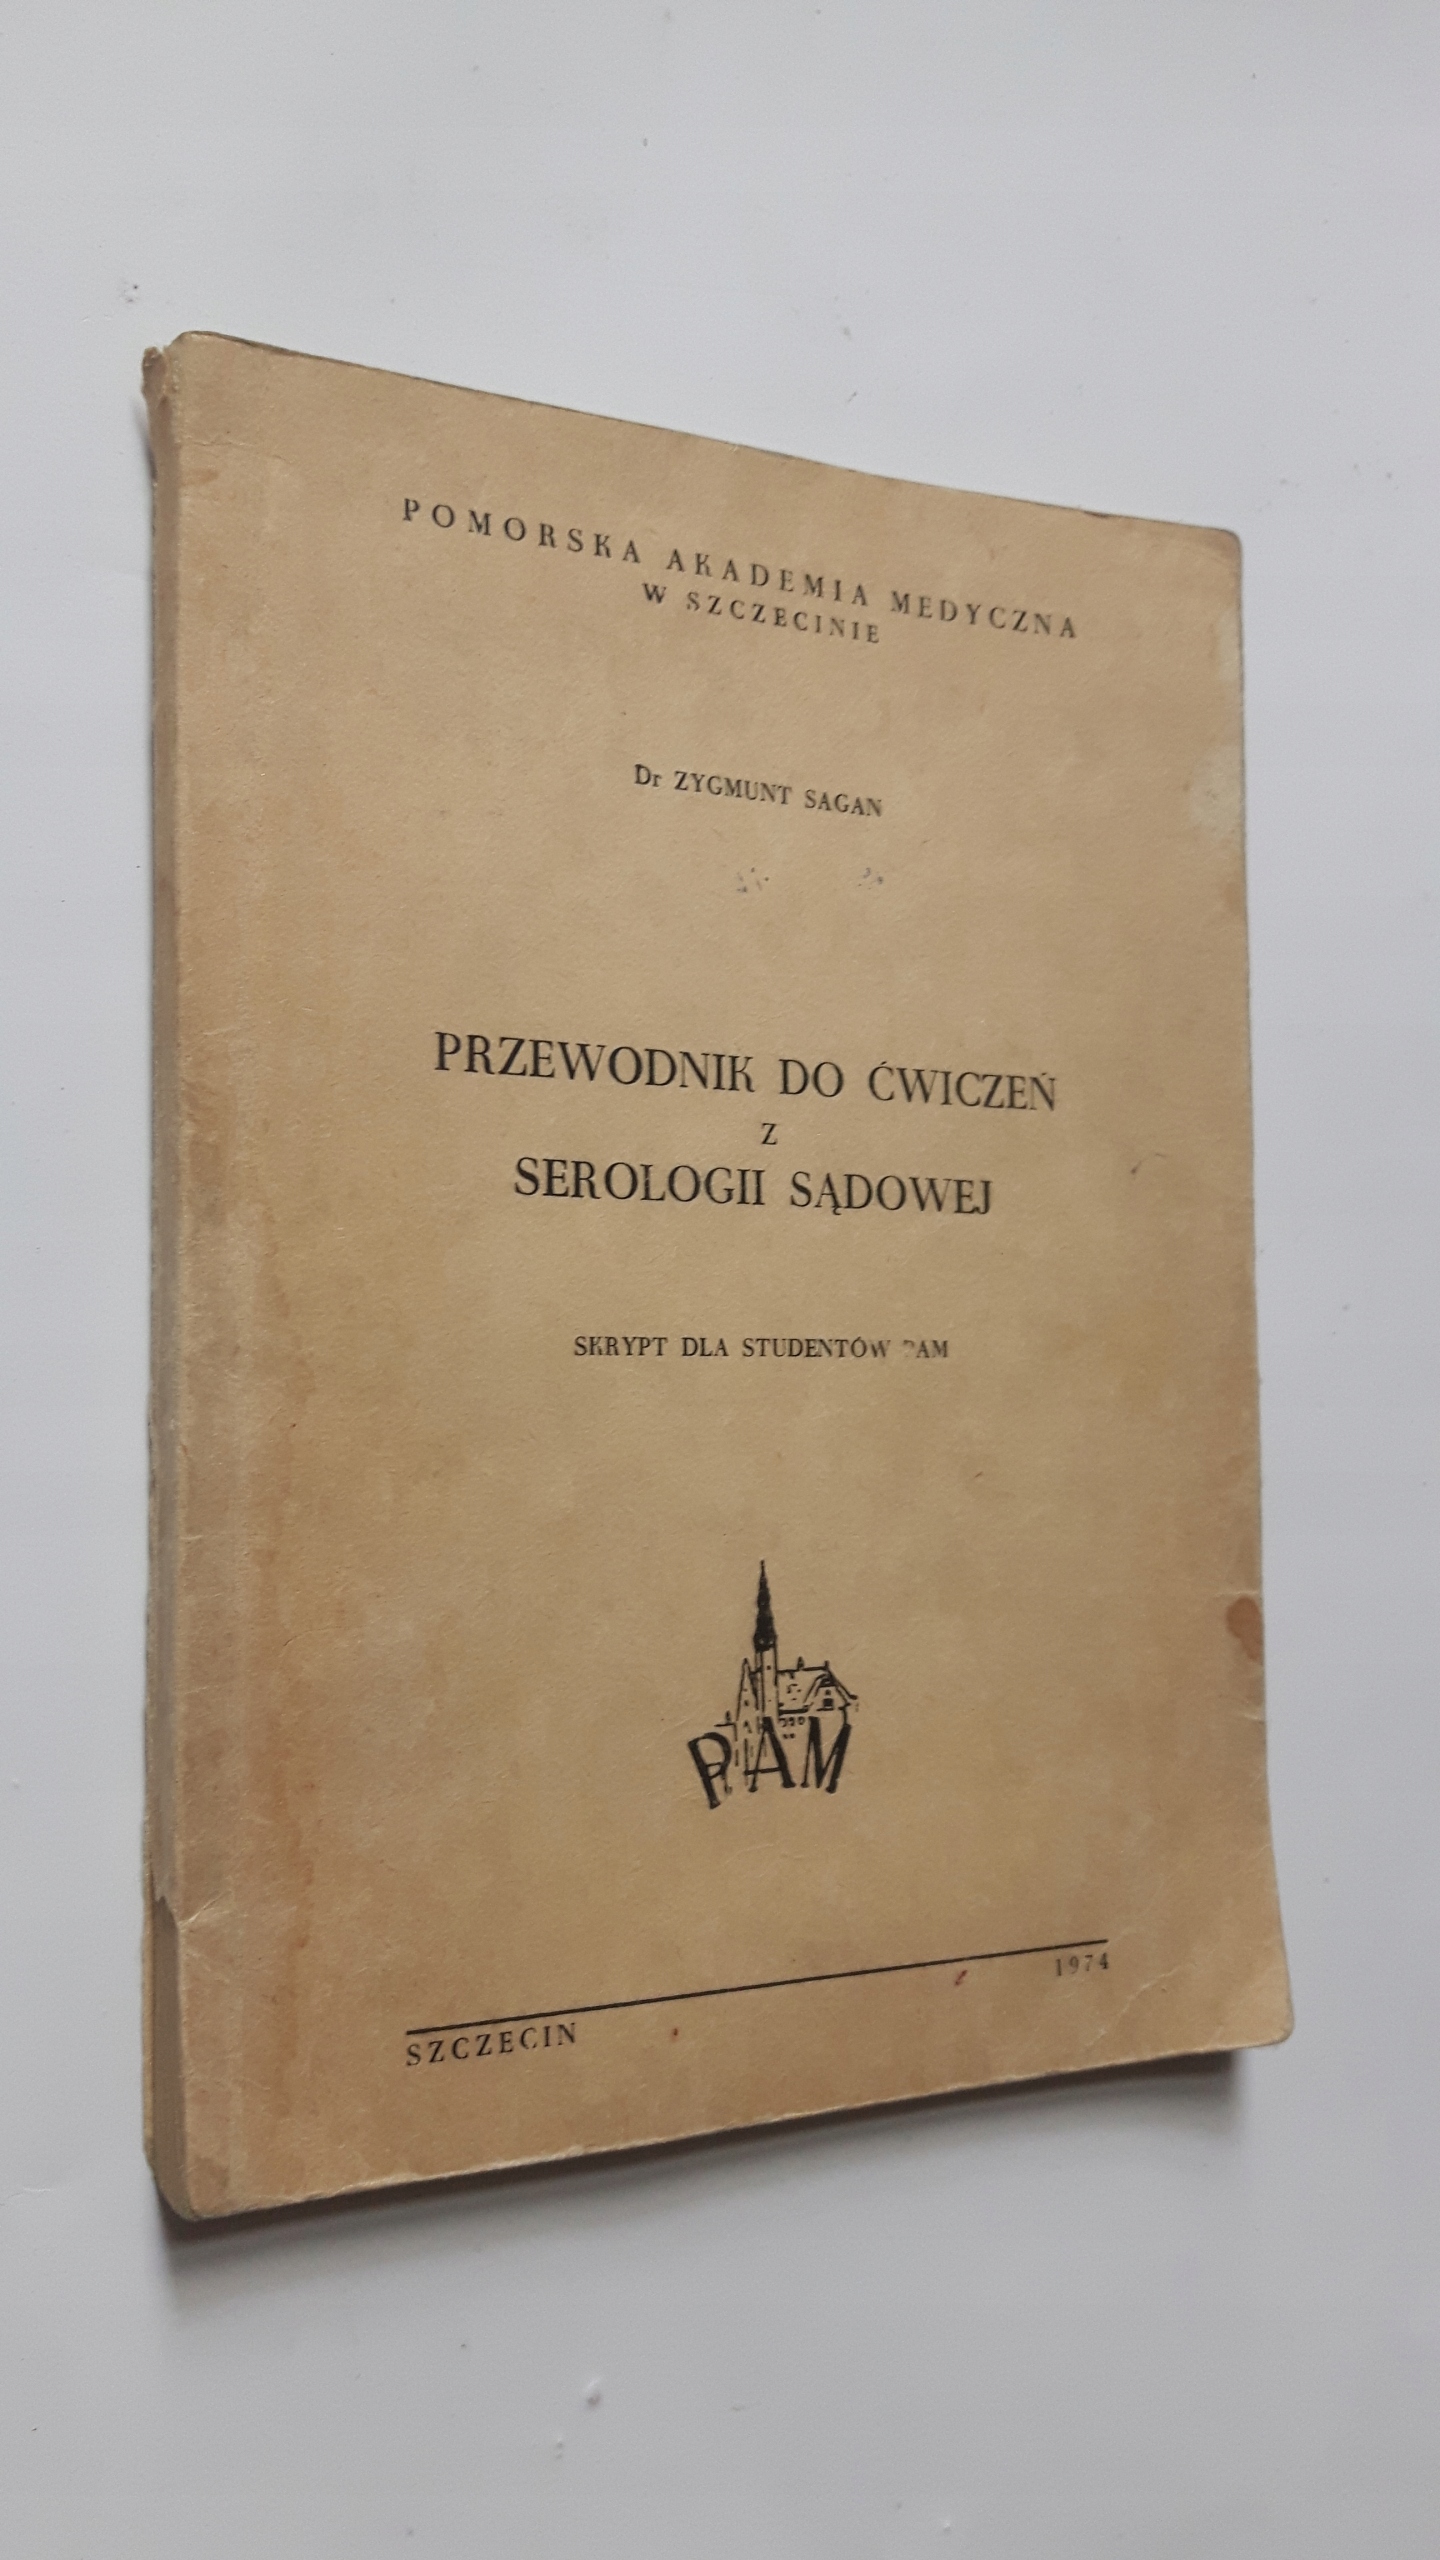 POMORSKA AKADEMIA MEDYCZNA
W SZCZECINIE
Dr ZYGMUNT SAGAN
PRZEWODNIK DO ĆWICZEŃ
Z
SEROLOGII SĄDOWEJ
SKRYPT DLA STUDENTÓW PAM
PAM
1974
SZCZECIN